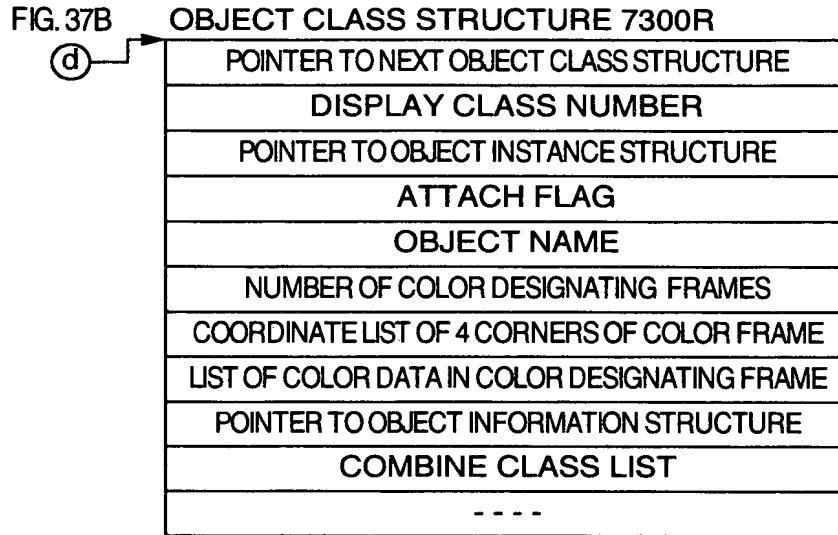 FIG. 37B OBJECT CLASS STRUCTURE 7300R
d
POINTER TO NEXT OBJECT CLASS STRUCTURE
DISPLAY CLASS NUMBER
POINTER TO OBJECT INSTANCE STRUCTURE
ATTACH FLAG
OBJECT NAME
NUMBER OF COLOR DESIGNATING FRAMES
COORDINATE LIST OF 4 CORNERS OF COLOR FRAME
LIST OF COLOR DATA IN COLOR DESIGNATING FRAME
POINTER TO OBJECT INFORMATION STRUCTURE
COMBINE CLASS LIST
- - - -